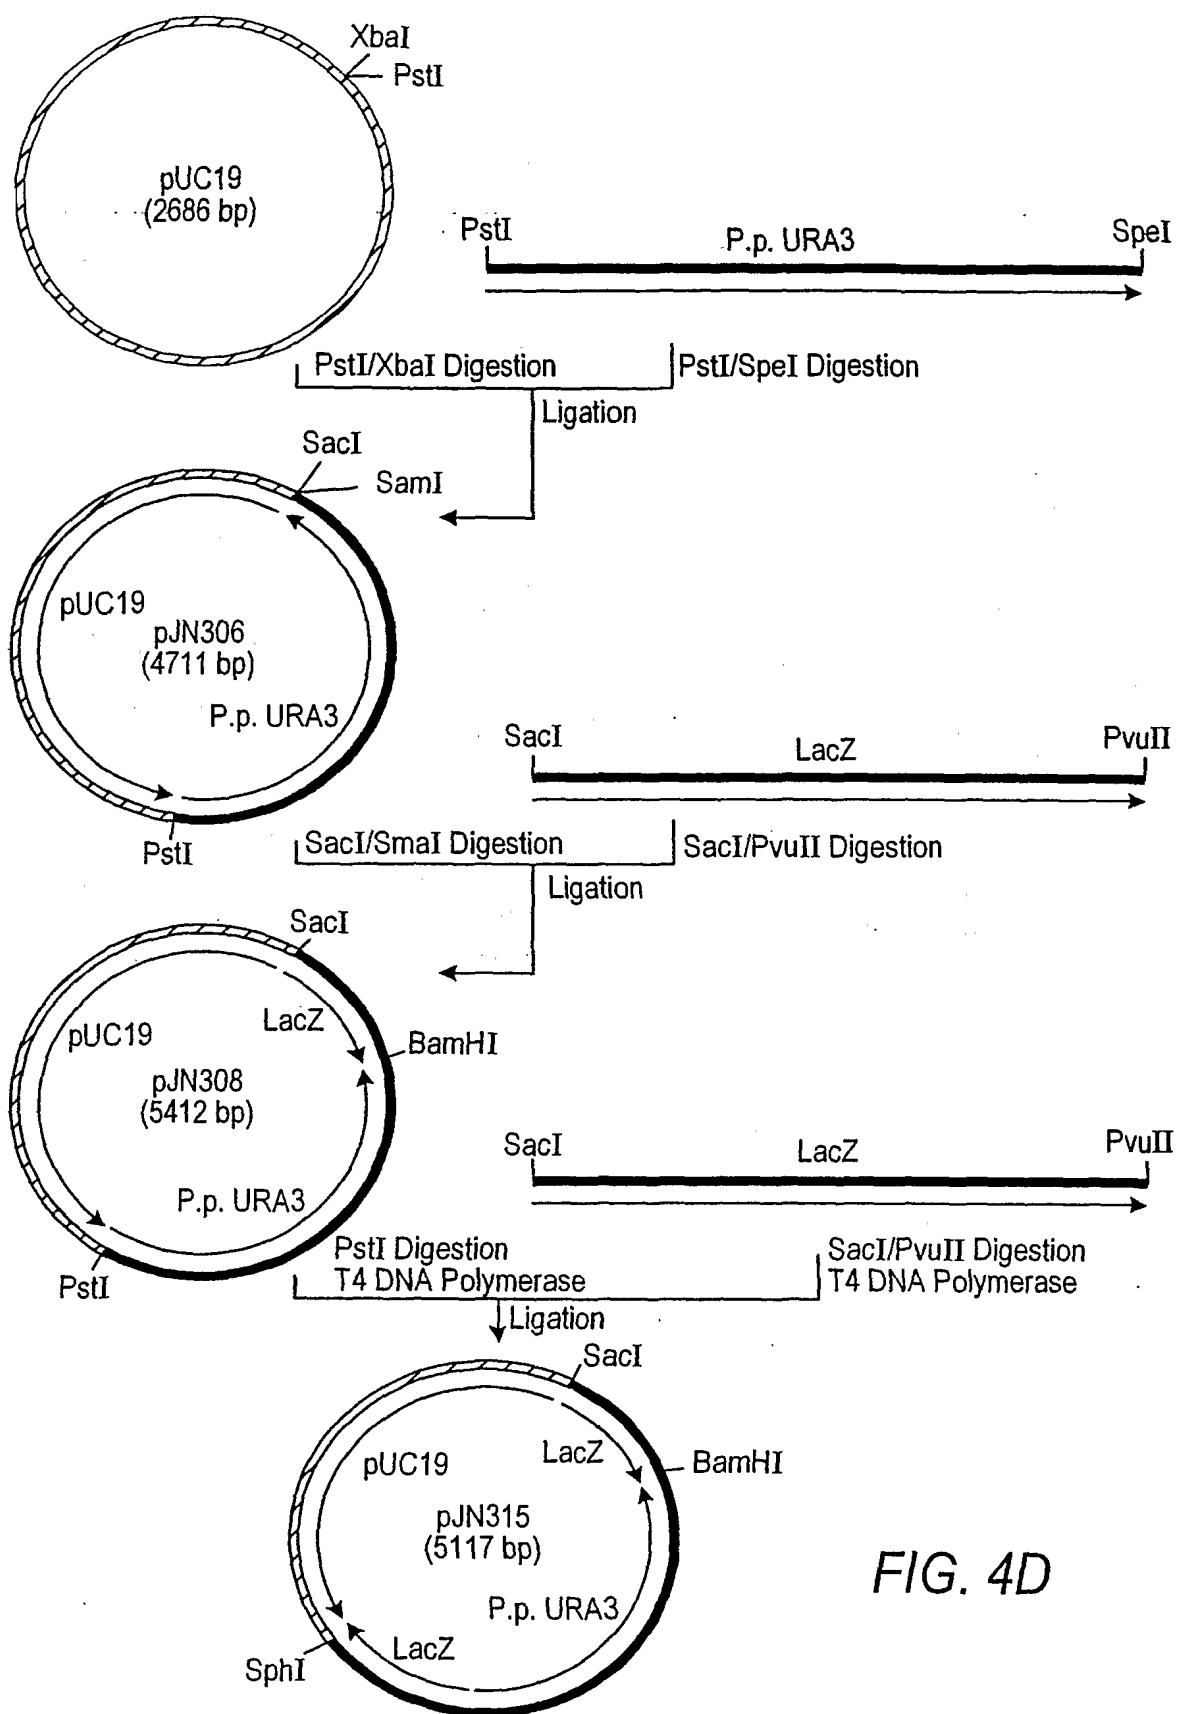 XbaI
PstI
pUC19
(2686 bp)
PstI
P.p. URA3
SpeI
PstI/XbaI Digestion
PstI/SpeI Digestion
Ligation
SacI
SamI
pUC19
pJN306
(4711 bp)
P.p. URA3
PstI
SacI
LacZ
PvuII
SacI/SmaI Digestion
SacI/PvuII Digestion
Ligation
SacI
LacZ
BamHI
pUC19
pJN308
(5412 bp)
P.p. URA3
PstI
SacI
LacZ
PvuII
PstI Digestion
T4 DNA Polymerase
SacI/PvuII Digestion
T4 DNA Polymerase
Ligation
SacI
LacZ
BamHI
pUC19
pJN315
(5117 bp)
P.p. URA3
LacZ
SphI
FIG. 4D